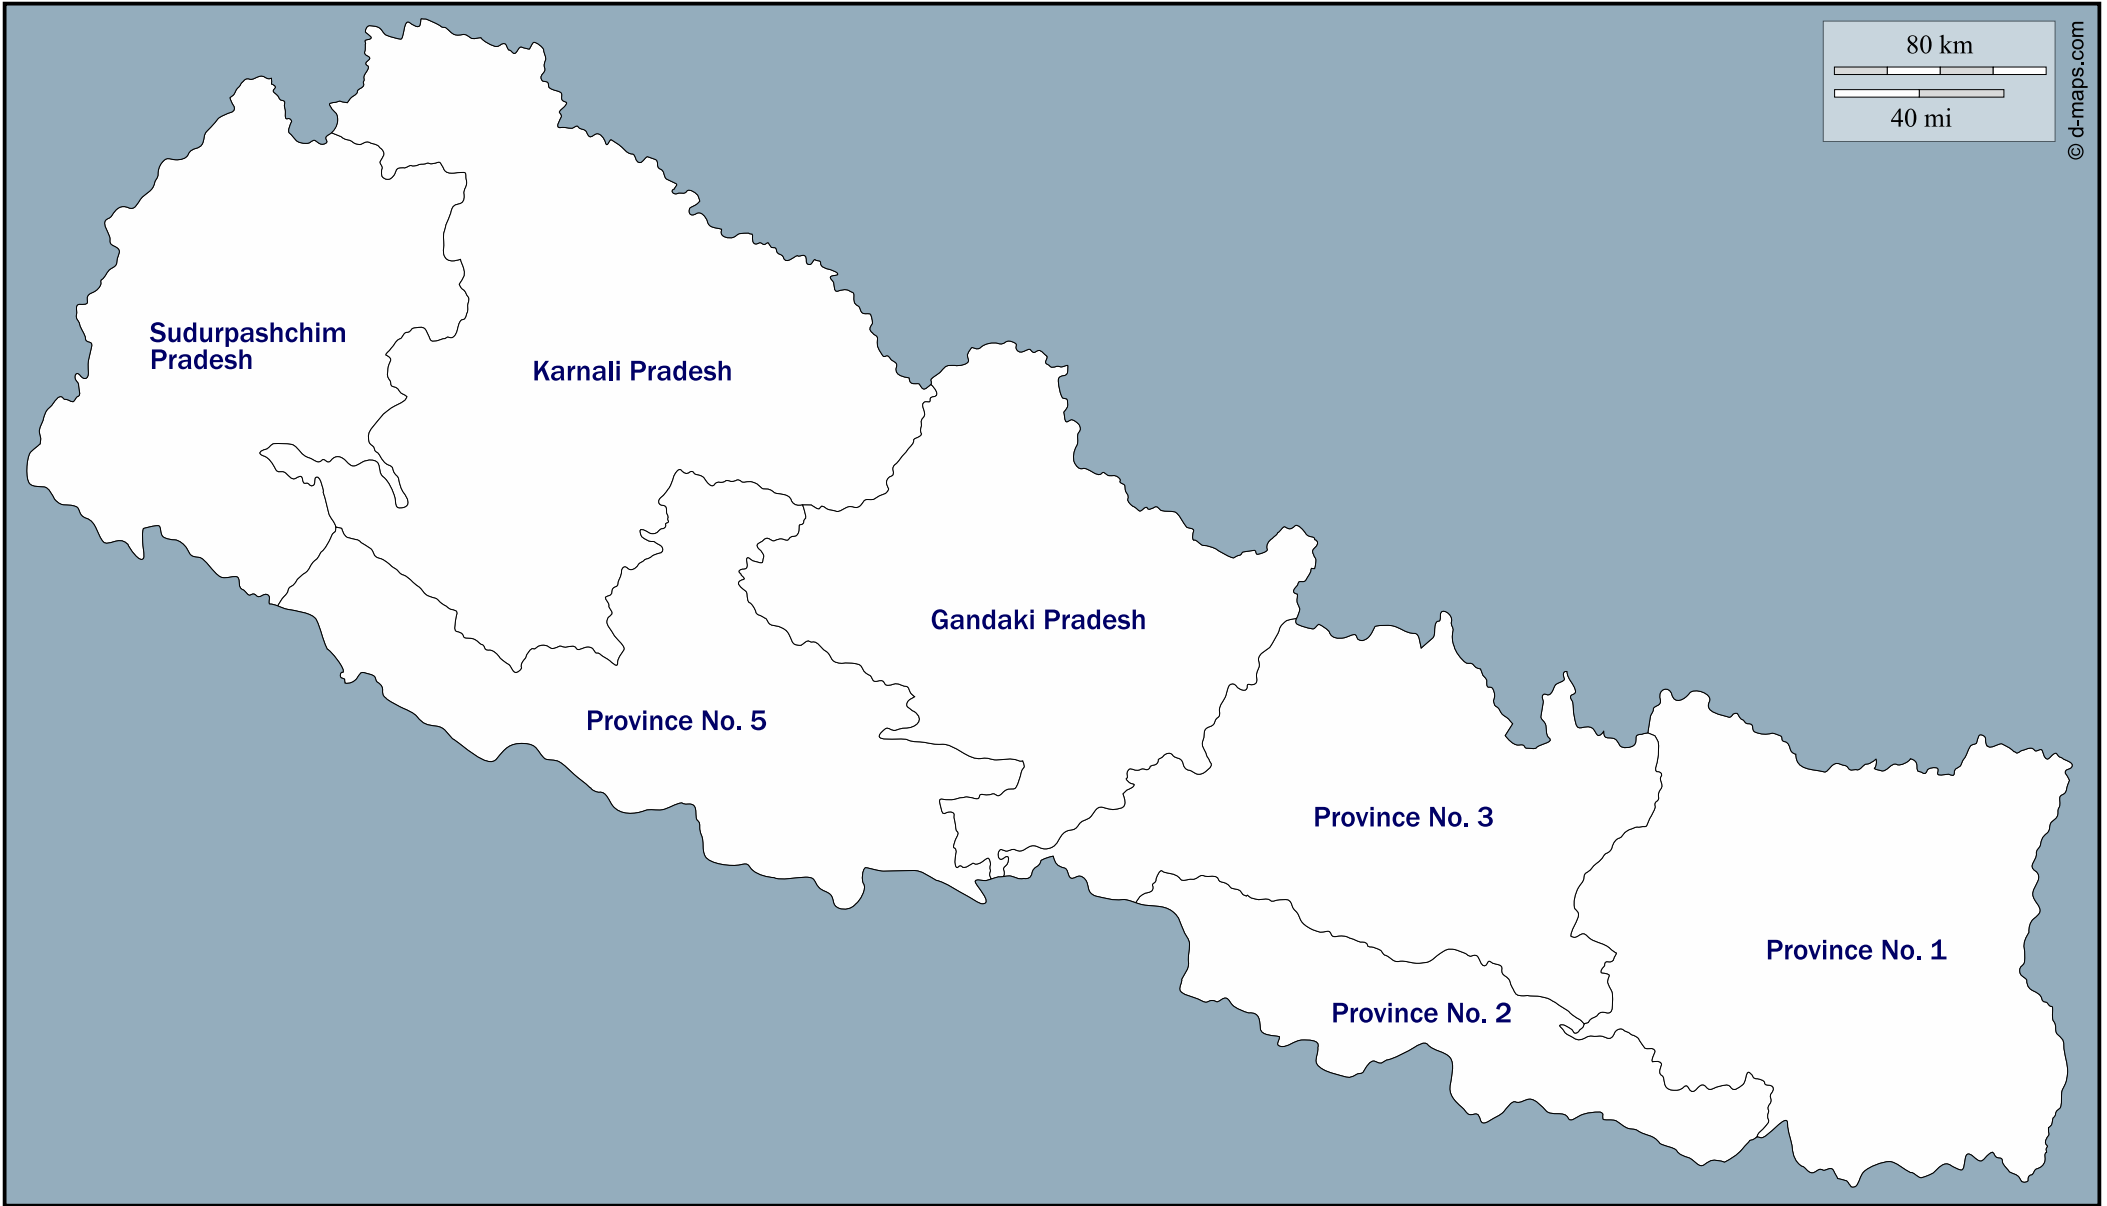 80 km
40 mi
© d-maps.com
Sudurpashchim
Pradesh
Karnali Pradesh
Gandaki Pradesh
Province No. 5
Province No. 3
Province No. 1
Province No. 2